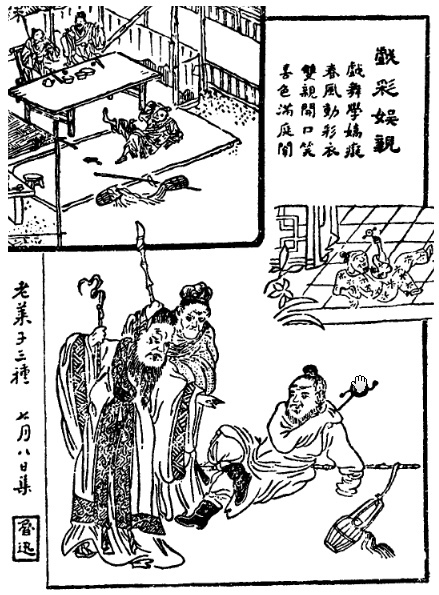 戲彩娛親
戲舞學嬌癡
春風動彩衣
雙親開口笑
喜色滿庭闈
老萊子三種 七月八日集
魯迅